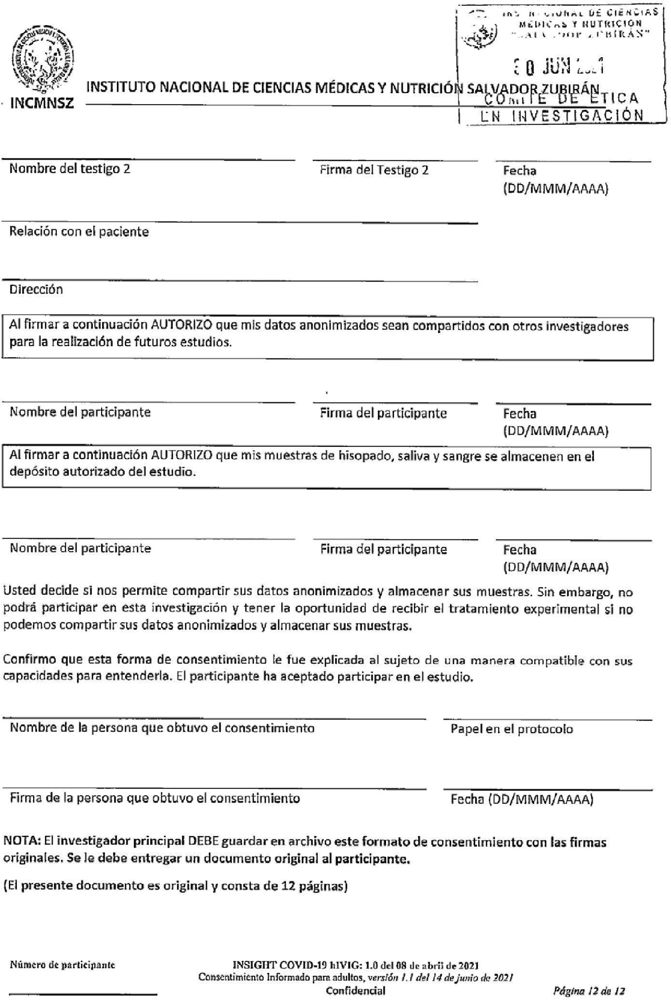 DE CIENCIAS
MEDICAS Y NUTRICION
ZUBIRÁN"
JUN
INSTITUTO NACIONAL DE CIENCIAS MÉDICAS Y NUTRICIÓN SALVADOR ZUBIRÁN
INCMNSZ
COMITÉ DE ETICA
EN INVESTIGACIÓN
Nombre del testigo 2 Firma del Testigo 2 Fecha
(DD/MMM/AAAA)
Relación con el paciente
Dirección
Al firmar a continuación AUTORIZO que mis datos anonimizados sean compartidos con otros investigadores
para la realización de futuros estudios.
Nombre del participante Firma del participante Fecha
(DD/MMM/AAAA)
Al firmar a continuación AUTORIZO que mis muestras de hisopado, saliva y sangre se almacenen en el
depósito autorizado del estudio.
Nombre del participante Firma del participante Fecha
(DD/MMM/AAAA)
Usted decide si nos permite compartir sus datos anonimizados y almacenar sus muestras. Sin embargo, no
podrá participar en esta investigación y tener la oportunidad de recibir el tratamiento experimental si no
podemos compartir sus datos anonimizados y almacenar sus muestras.
Confirmo que esta forma de consentimiento le fue explicada al sujeto de una manera compatible con sus
capacidades para entenderla. El participante ha aceptado participar en el estudio.
Nombre de la persona que obtuvo el consentimiento Papel en el protocolo
Firma de la persona que obtuvo el consentimiento Fecha (DD/MMM/AAAA)
NOTA: El investigador principal DEBE guardar en archivo este formato de consentimiento con las firmas
originales. Se le debe entregar un documento original al participante.
(El presente documento es original y consta de 12 páginas)
Número de participante INSIGHT COVID-19 hIVIG: 1.0 del 08 de abril de 2021
Consentimiento Informado para adultos, versión 1.1 del 14 de junio de 2021
Confidencial Página 12 de 12